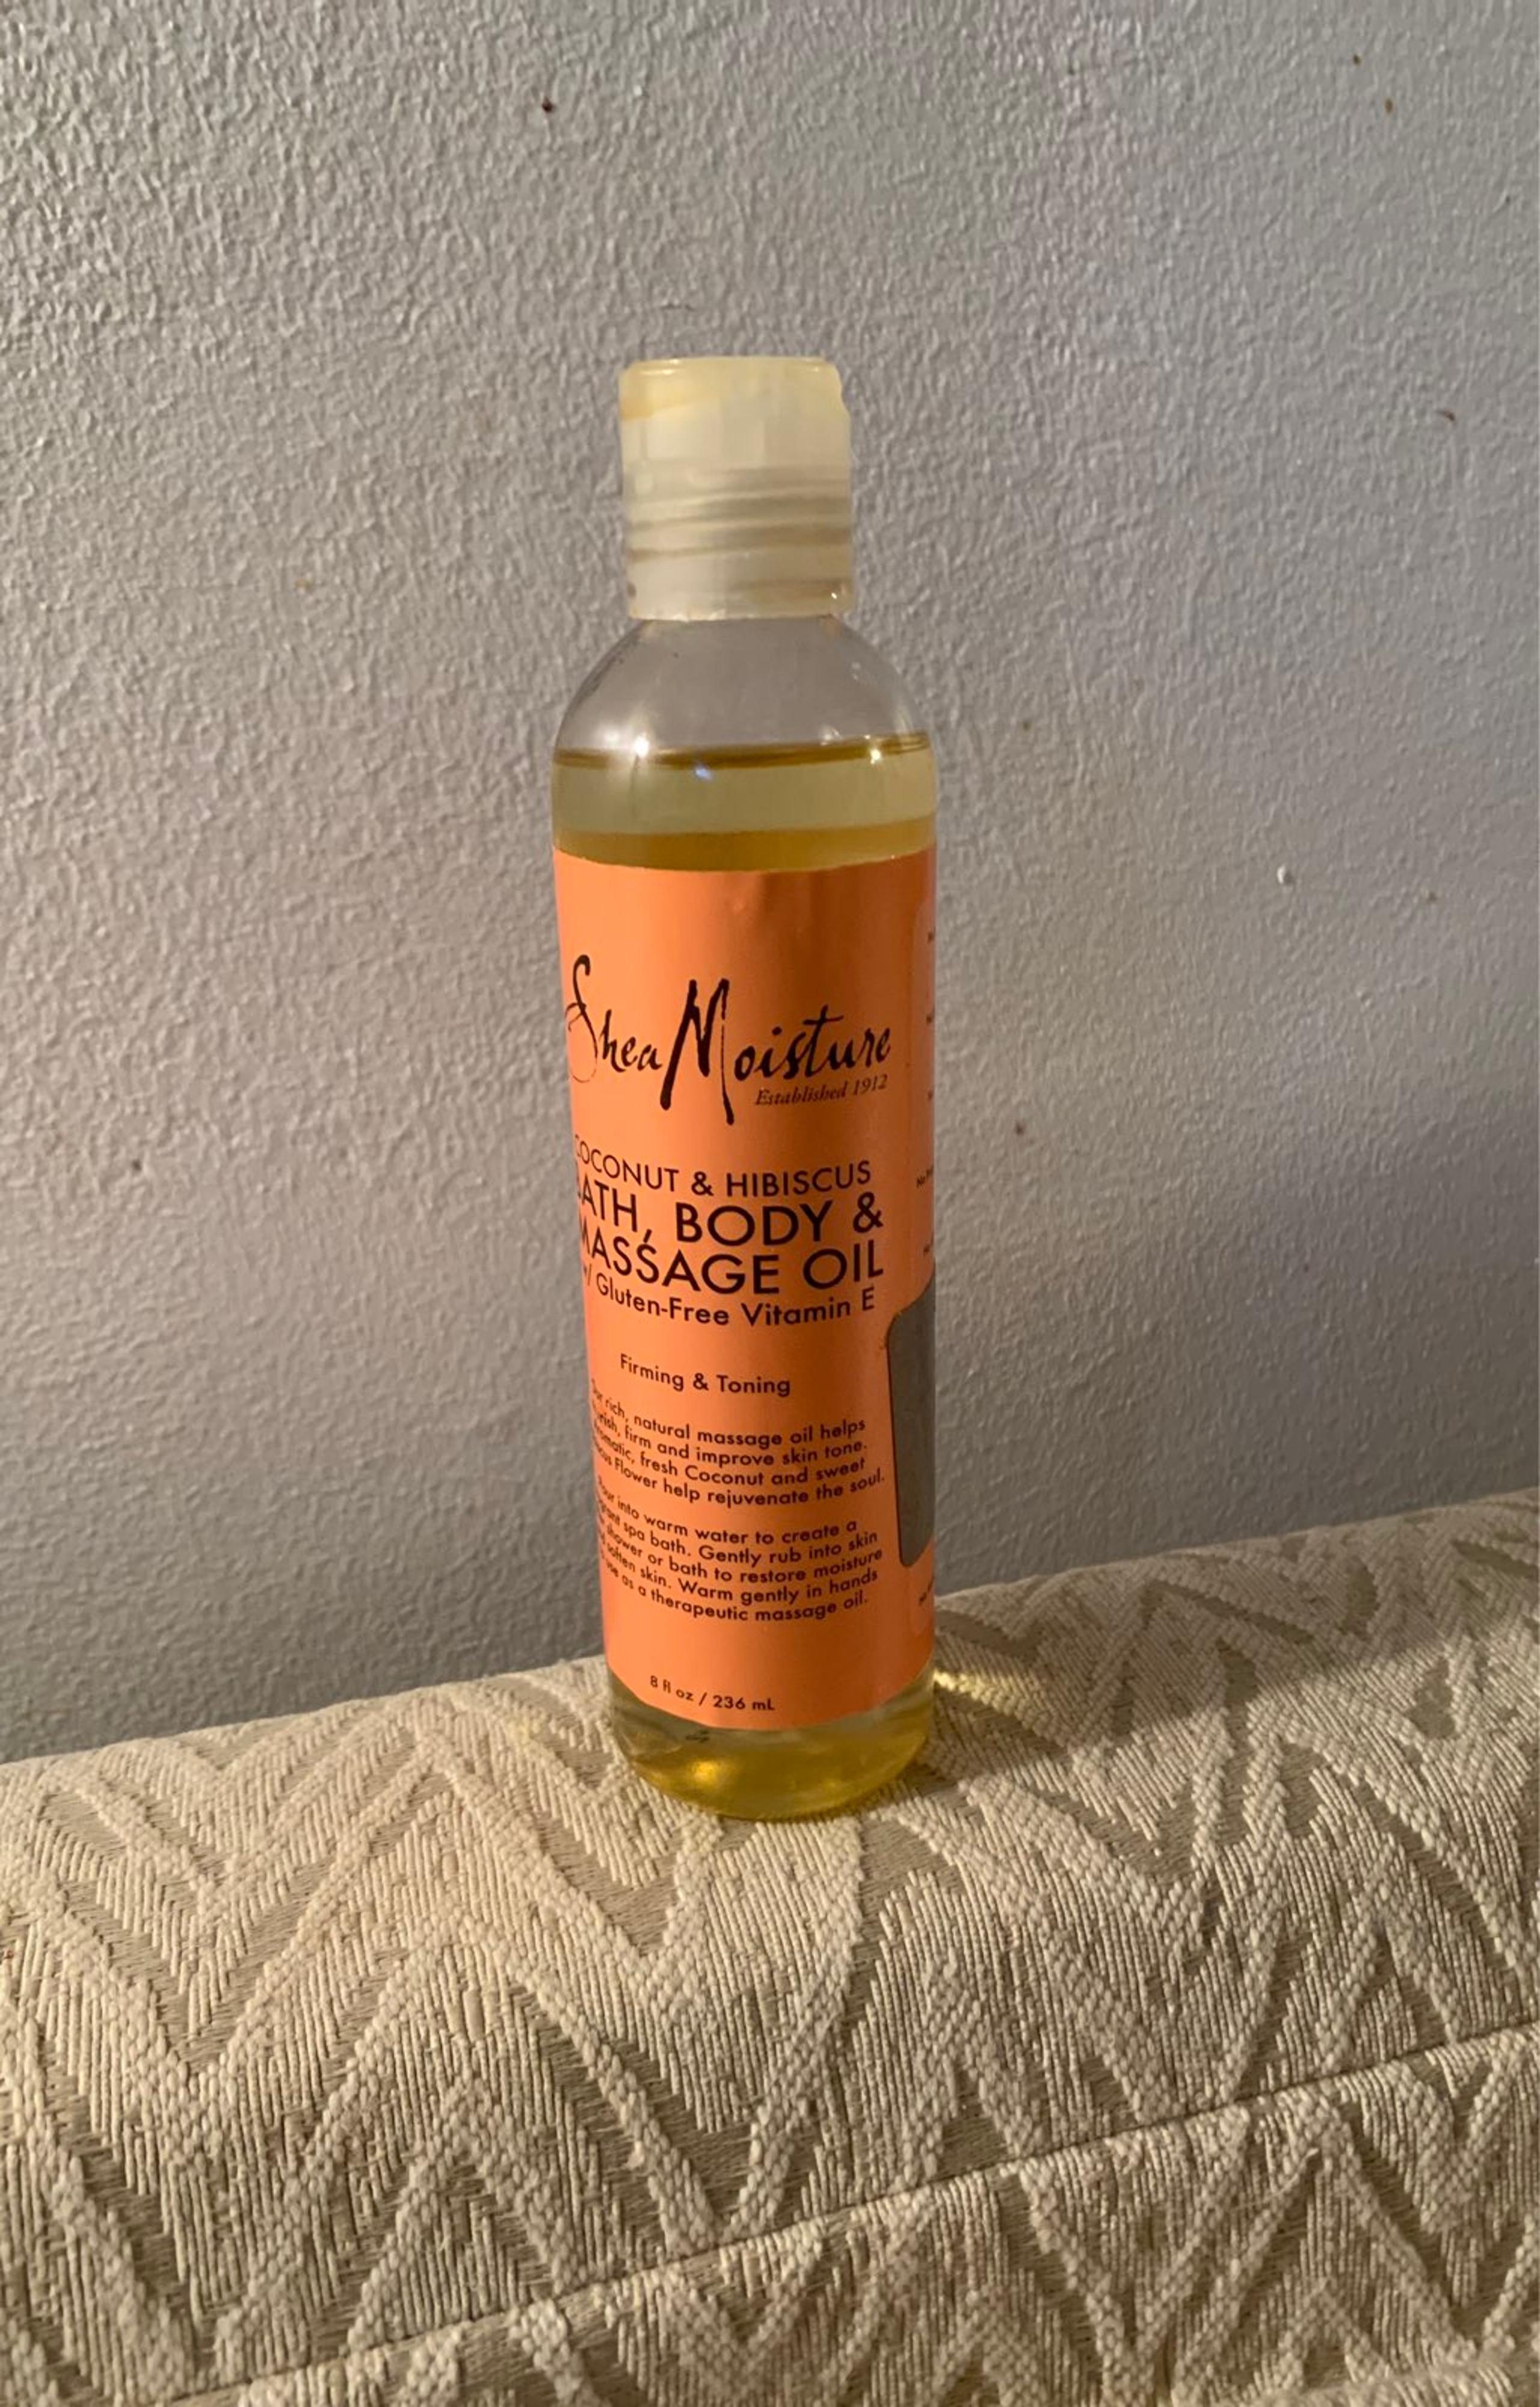 SheaMoisture
Established 1912
COCONUT & HIBISCUS
BATH, BODY &
MASSAGE OIL
w/ Gluten-Free Vitamin E
Firming & Toning
Our rich, natural massage oil helps
firm and improve skin tone.
fresh Coconut and sweet
Flower help rejuvenate the soul.
Pour into warm water to create a
spa bath. Gently rub into skin
shower or bath to restore moisture
soften skin. Warm gently in hands
use as a therapeutic massage oil.
8 fl oz / 236 mL